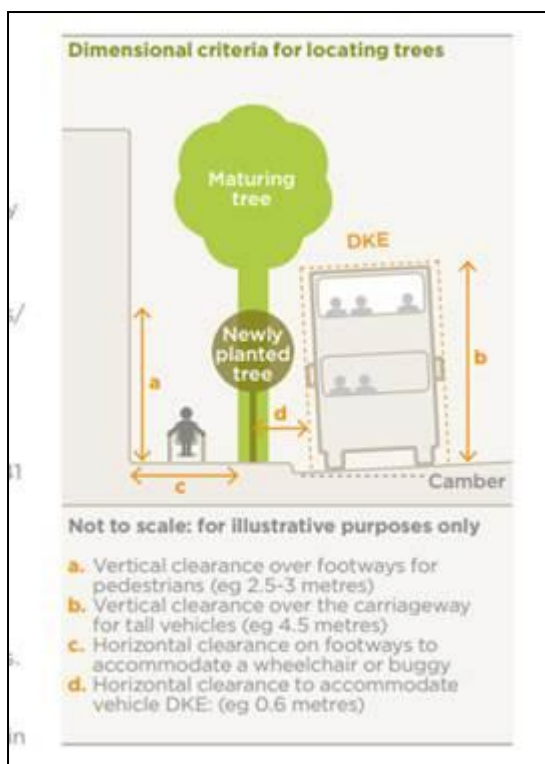 Dimensional criteria for locating trees
Maturing
tree
DKE
Newly
planted
tree
a
b
c
d
Camber
Not to scale: for illustrative purposes only
a. Vertical clearance over footways for
pedestrians (eg 2.5-3 metres)
b. Vertical clearance over the carriageway
for tall vehicles (eg 4.5 metres)
c. Horizontal clearance on footways to
accommodate a wheelchair or buggy
d. Horizontal clearance to accommodate
vehicle DKE: (eg 0.6 metres)